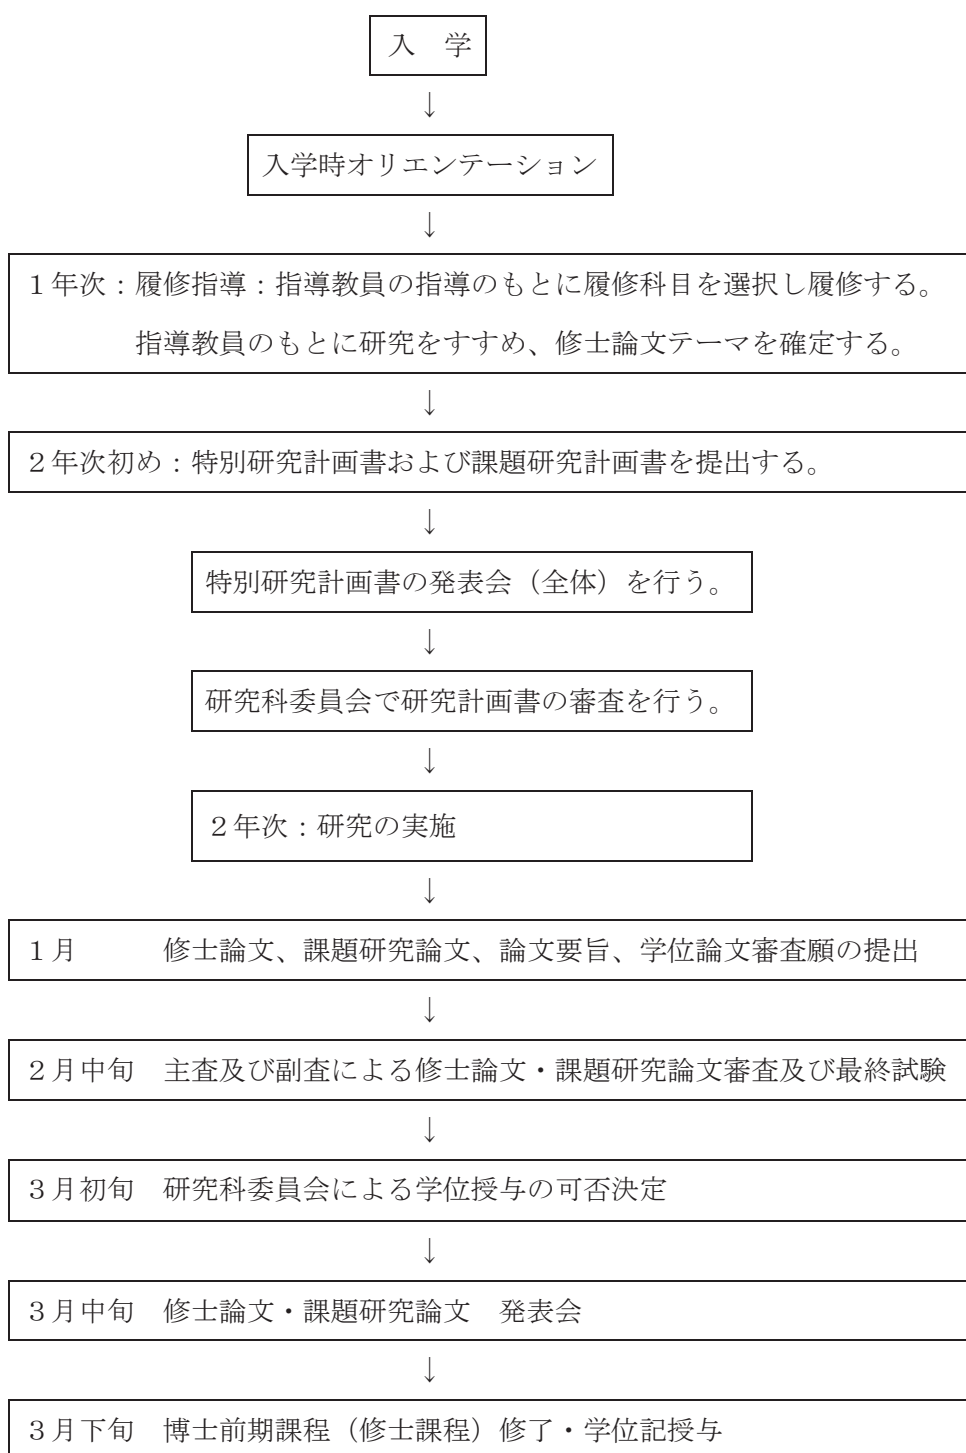 入　学
↓
入学時オリエンテーション
↓
１年次：履修指導：指導教員の指導のもとに履修科目を選択し履修する。
指導教員のもとに研究をすすめ、修士論文テーマを確定する。
↓
２年次初め：特別研究計画書および課題研究計画書を提出する。
↓
特別研究計画書の発表会（全体）を行う。
↓
研究科委員会で研究計画書の審査を行う。
↓
２年次：研究の実施
↓
１月　　　修士論文、課題研究論文、論文要旨、学位論文審査願の提出
↓
２月中旬　主査及び副査による修士論文・課題研究論文審査及び最終試験
↓
３月初旬　研究科委員会による学位授与の可否決定
↓
３月中旬　修士論文・課題研究論文　発表会
↓
３月下旬　博士前期課程（修士課程）修了・学位記授与